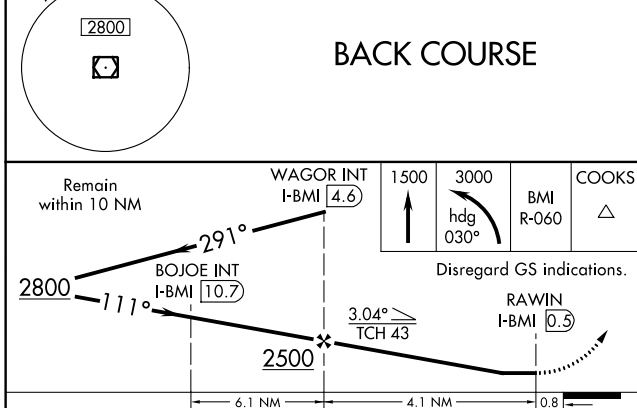 2800
BACK COURSE
Remain
within 10 NM
WAGOR INT
I-BMI 4.6
1500
3000
hdg
030°
BMI
R-060
COOKS
291°
Disregard GS indications.
BOJOE INT
I-BMI 10.7
2800
111°
RAWIN
I-BMI 0.5
3.04°
TCH 43
2500
6.1 NM
4.1 NM
0.8